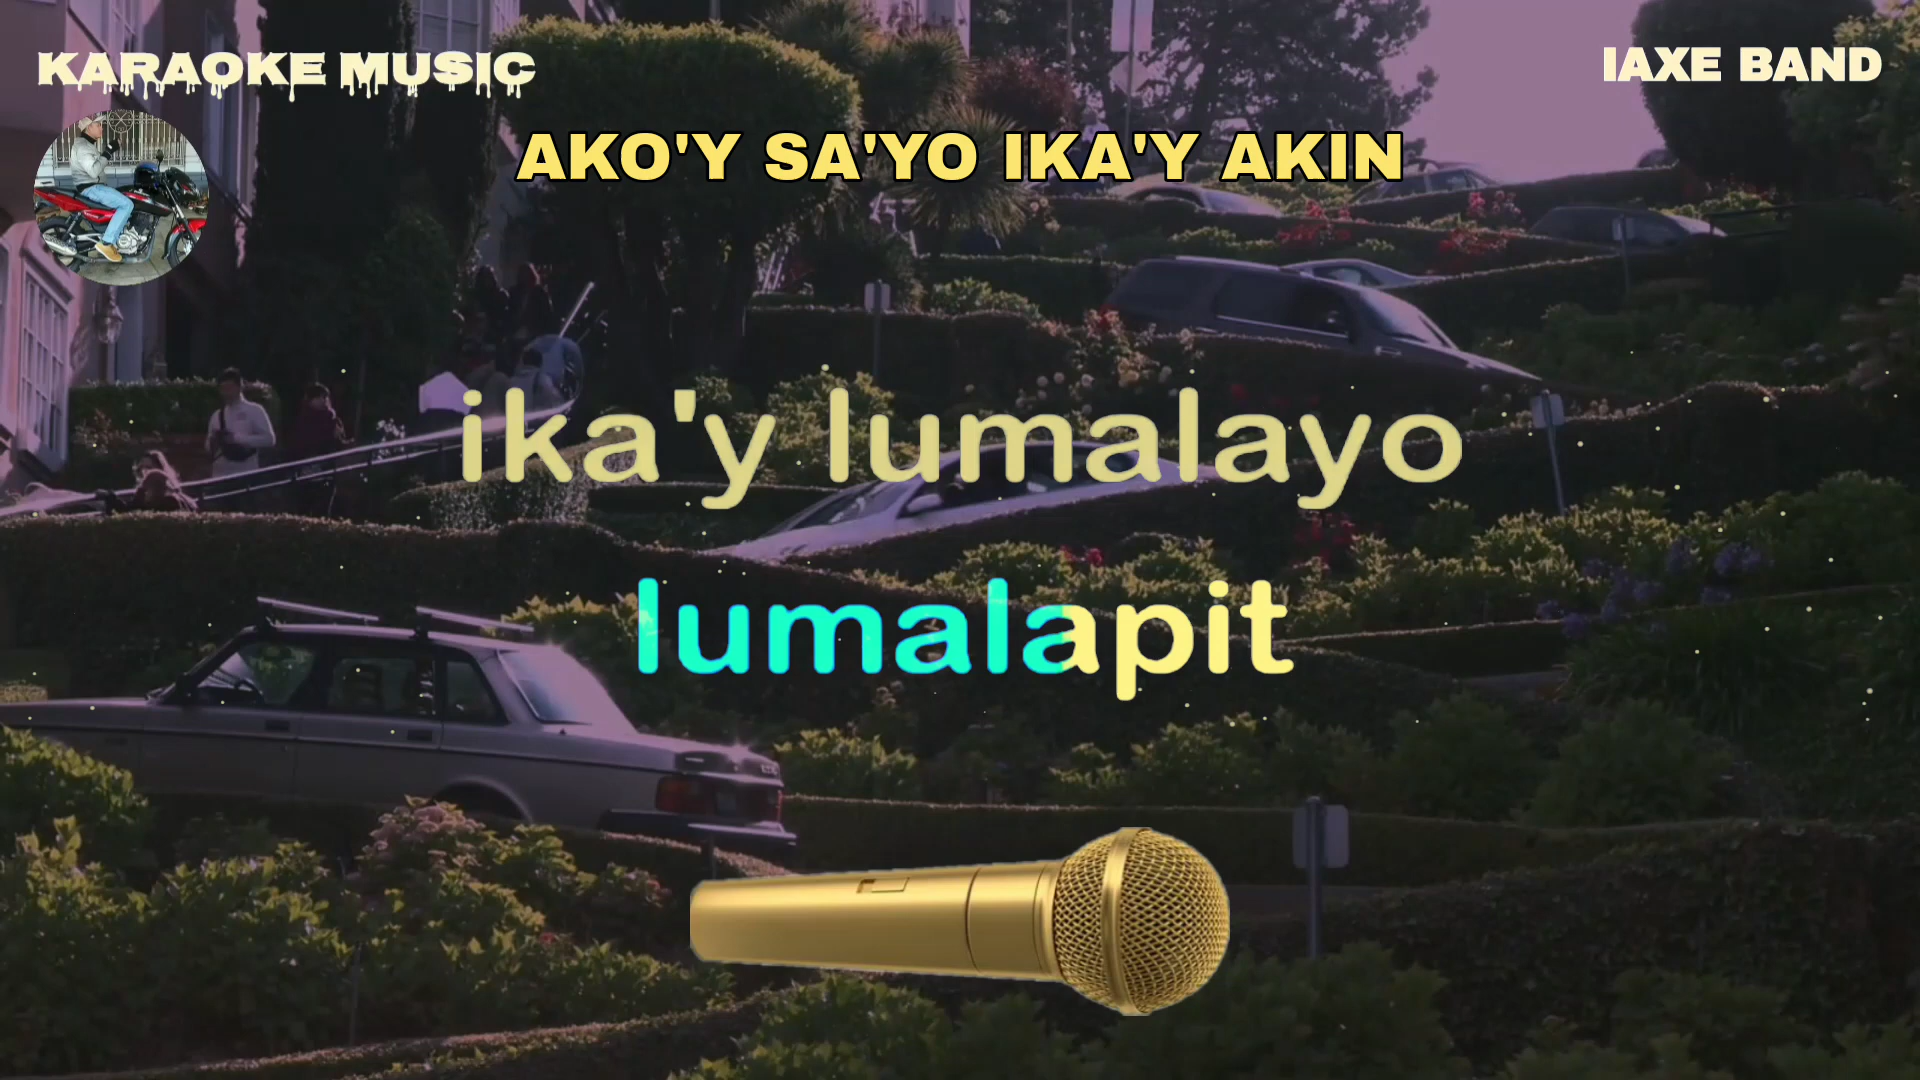 KARAOKE MUSIC
IAXE BAND
AKO'Y SA'YO IKA'Y AKIN
ika'y lumalayo
lumalapit